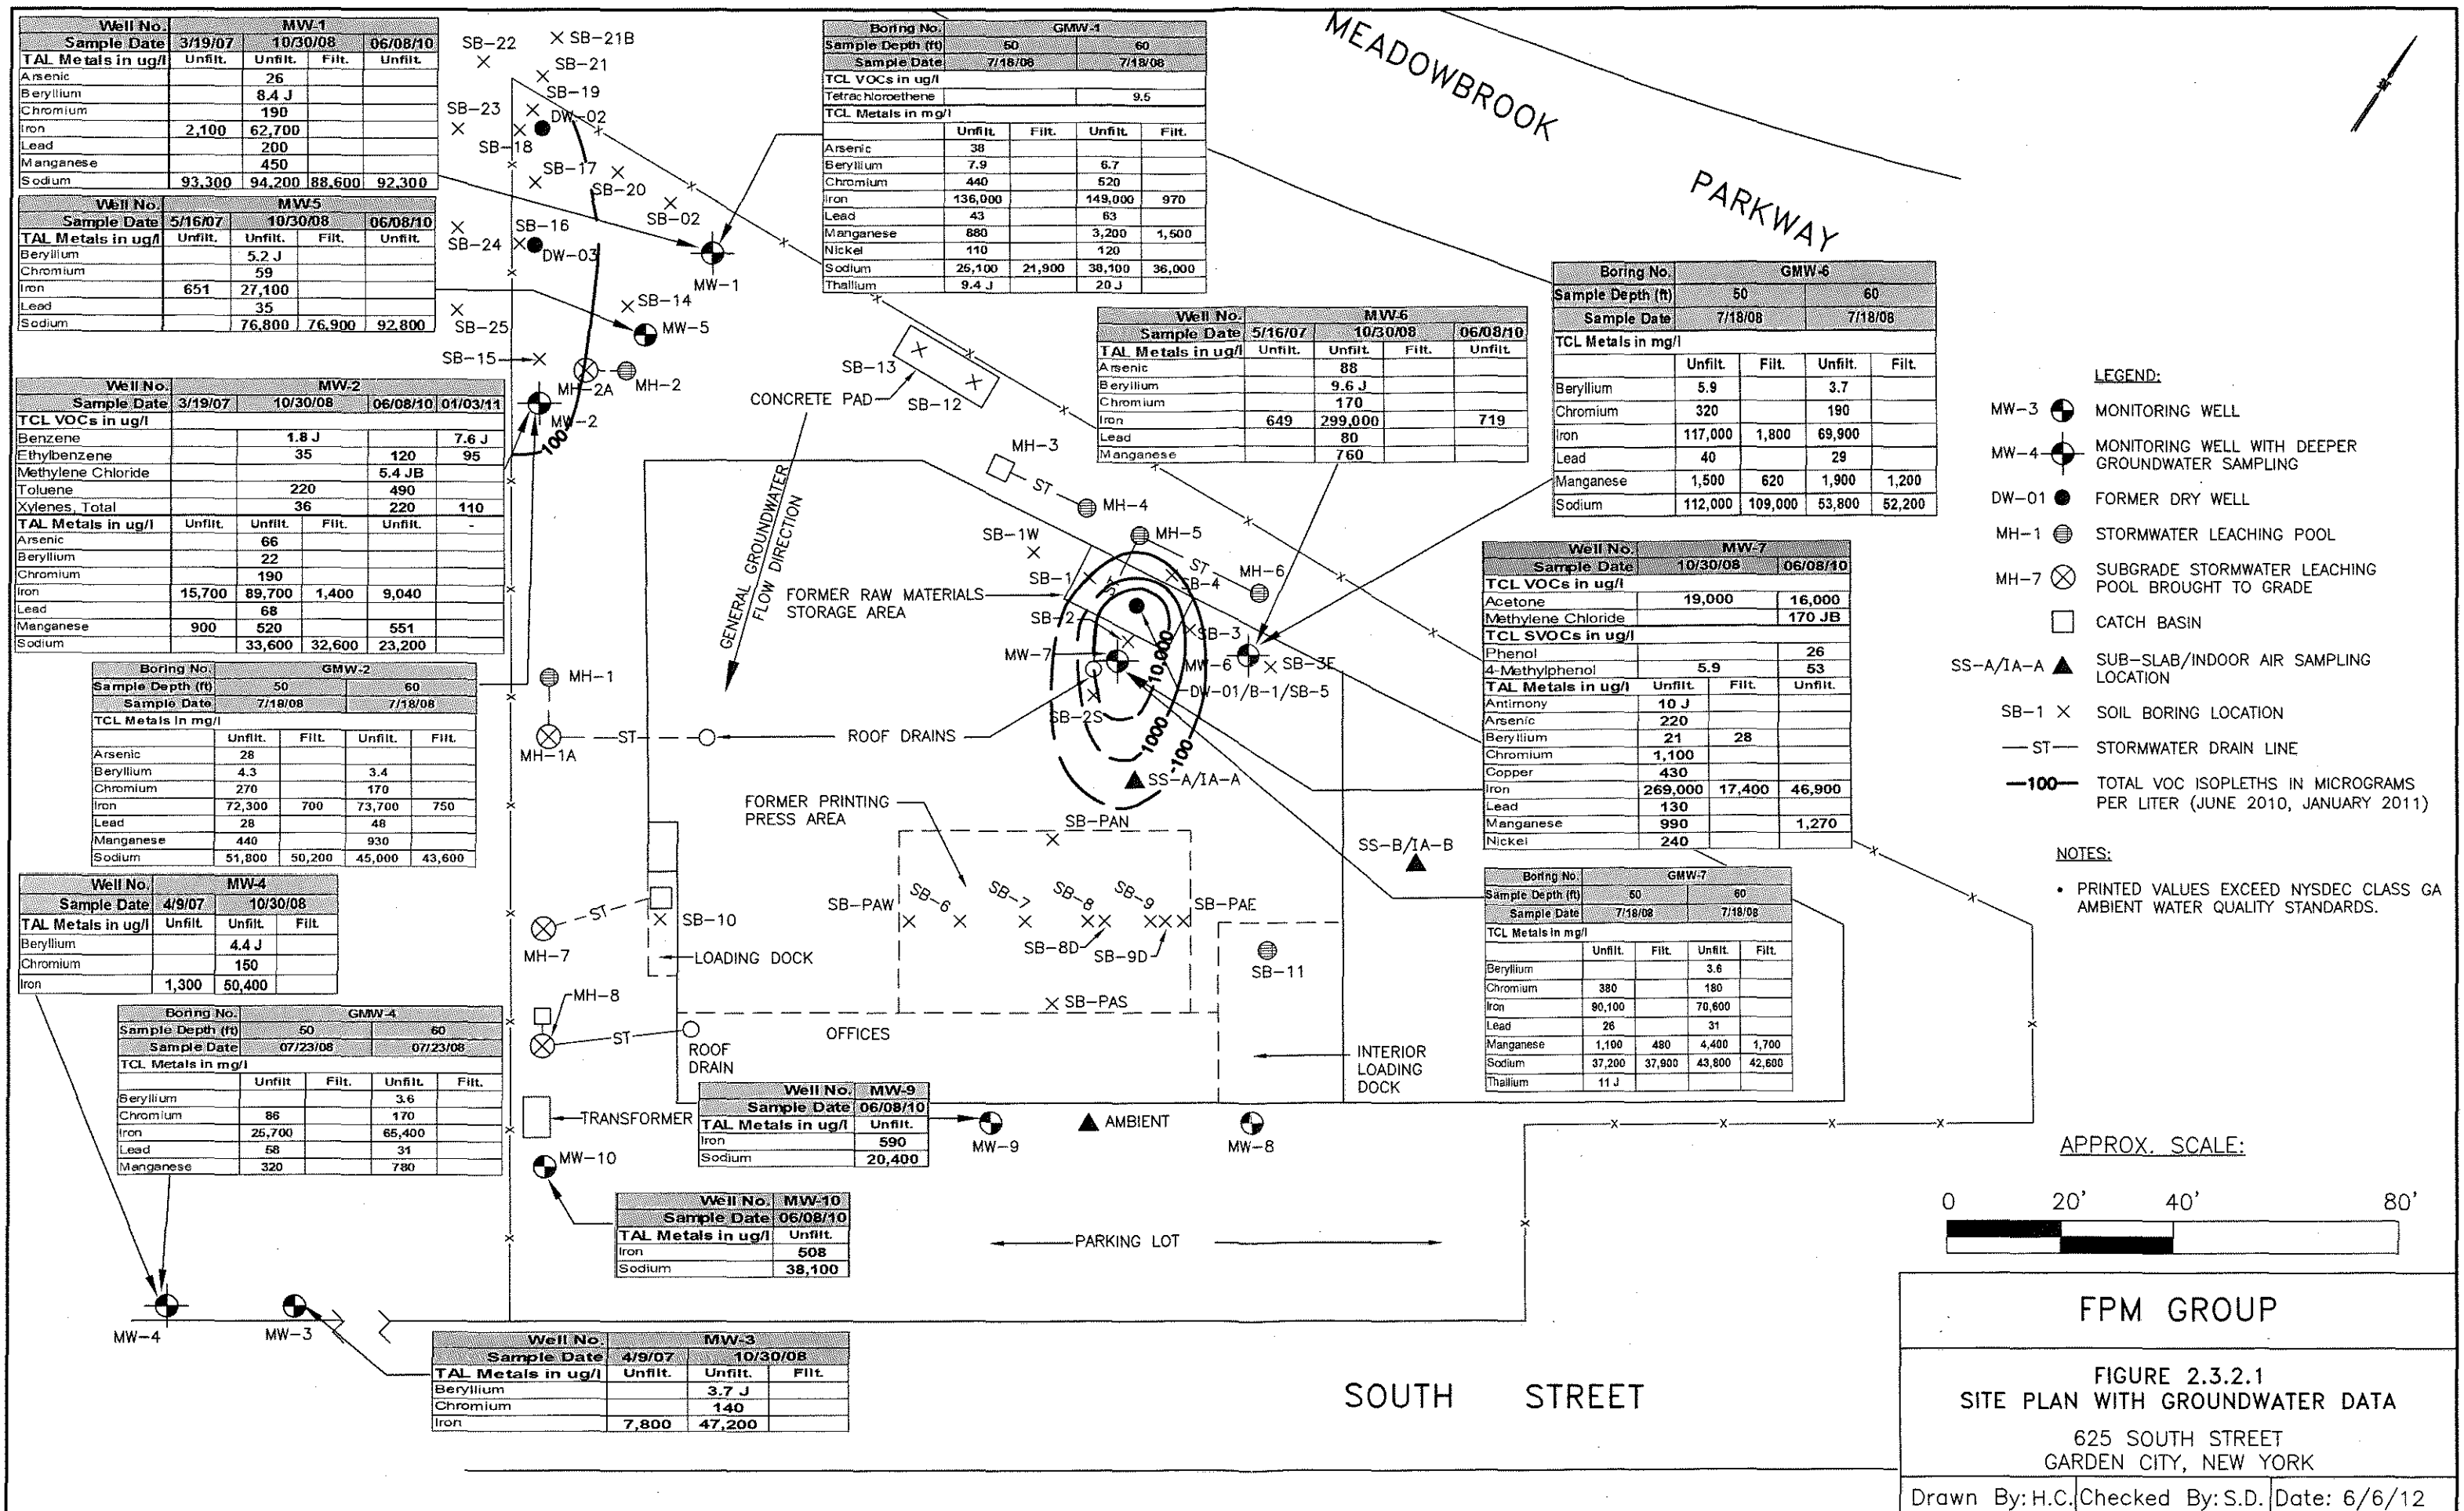 Well No. MW-1
Sample Date 3/19/07 10/30/08 06/08/10
TAL Metals in ug/l Unfilt. Unfilt. Filt. Unfilt.
Arsenic 26
Beryllium 8.4 J
Chromium 190
Iron 2,100 62,700
Lead 200
Manganese 450
Sodium 93,300 94,200 88,600 92,300
Well No. MW-5
Sample Date 5/16/07 10/30/08 06/08/10
TAL Metals in ug/l Unfilt. Unfilt. Filt. Unfilt.
Beryllium 5.2 J
Chromium 59
Iron 651 27,100
Lead 35
Sodium 76,800 76,900 92,800
Well No. MW-2
Sample Date 3/19/07 10/30/08 06/08/10 01/03/11
TCL VOCs in ug/l
Benzene 1.8 J 7.6 J
Ethylbenzene 35 120 95
Methylene Chloride 5.4 JB
Toluene 220 490
Xylenes, Total 36 220 110
TAL Metals in ug/l Unfilt. Unfilt. Filt. Unfilt. -
Arsenic 66
Beryllium 22
Chromium 190
Iron 15,700 89,700 1,400 9,040
Lead 68
Manganese 900 520 551
Sodium 33,600 32,600 23,200
Boring No. GMW-2
Sample Depth (ft) 50 60
Sample Date 7/18/08 7/18/08
TCL Metals in mg/l
Unfilt. Filt. Unfilt. Filt.
Arsenic 28
Beryllium 4.3 3.4
Chromium 270 170
Iron 72,300 700 73,700 750
Lead 28 48
Manganese 440 930
Sodium 51,800 50,200 45,000 43,600
Well No. MW-4
Sample Date 4/9/07 10/30/08
TAL Metals in ug/l Unfilt. Unfilt. Filt.
Beryllium 4.4 J
Chromium 150
Iron 1,300 50,400
Boring No. GMW-4
Sample Depth (ft) 50 60
Sample Date 07/23/08 07/23/08
TCL Metals in mg/l
Unfilt Filt. Unfilt. Filt.
Beryllium 3.6
Chromium 86 170
Iron 25,700 65,400
Lead 58 31
Manganese 320 780
MW-4
MW-3
Well No. MW-3
Sample Date 4/9/07 10/30/08
TAL Metals in ug/l Unfilt. Unfilt. Filt.
Beryllium 3.7 J
Chromium 140
Iron 7,800 47,200
SB-22
SB-21B
SB-21
SB-19
SB-23
DW-02
SB-18
SB-17
SB-20
SB-02
SB-24
SB-16
DW-03
MW-1
SB-14
SB-25
MW-5
SB-15
MH-2A
MH-2
MW-2
100
Boring No. GMW-1
Sample Depth (ft) 50 60
Sample Date 7/18/08 7/18/08
TCL VOCs in ug/l
Tetrachloroethene 9.5
TCL Metals in mg/l
Unfilt. Filt. Unfilt. Filt.
Arsenic 38
Beryllium 7.9 6.7
Chromium 440 520
Iron 136,000 149,000 970
Lead 43 63
Manganese 880 3,200 1,500
Nickel 110 120
Sodium 25,100 21,900 38,100 36,000
Thallium 9.4 J 20 J
MEADOWBROOK
PARKWAY
Well No. MW-6
Sample Date 5/16/07 10/30/08 06/08/10
TAL Metals in ug/l Unfilt. Unfilt. Filt. Unfilt.
Arsenic 88
Beryllium 9.6 J
Chromium 170
Iron 649 299,000 719
Lead 80
Manganese 760
Boring No. GMW-6
Sample Depth (ft) 50 60
Sample Date 7/18/08 7/18/08
TCL Metals in mg/l
Unfilt. Filt. Unfilt. Filt.
Beryllium 5.9 3.7
Chromium 320 190
Iron 117,000 1,800 69,900
Lead 40 29
Manganese 1,500 620 1,900 1,200
Sodium 112,000 109,000 53,800 52,200
Well No. MW-7
Sample Date 10/30/08 06/08/10
TCL VOCs in ug/l
Acetone 19,000 16,000
Methylene Chloride 170 JB
TCL SVOCs in ug/l
Phenol 26
4-Methylphenol 5.9 53
TAL Metals in ug/l Unfilt. Filt. Unfilt.
Antimony 10 J
Arsenic 220
Beryllium 21 28
Chromium 1,100
Copper 430
Iron 269,000 17,400 46,900
Lead 130
Manganese 990 1,270
Nickel 240
Boring No. GMW-7
Sample Depth (ft) 50 60
Sample Date 7/18/08 7/18/08
TCL Metals in mg/l
Unfilt. Filt. Unfilt. Filt.
Beryllium 3.6
Chromium 380 180
Iron 90,100 70,600
Lead 26 31
Manganese 1,100 480 4,400 1,700
Sodium 37,200 37,900 43,800 42,600
Thallium 11 J
SB-13
CONCRETE PAD
SB-12
GENERAL GROUNDWATER
FLOW DIRECTION
MH-3
ST
MH-4
MH-5
SB-1W
ST
SB-1
ST
SB-4
MH-6
FORMER RAW MATERIALS
STORAGE AREA
SB-2
SB-3
MW-7
MW-6
SB-3E
10,000
DW-01/B-1/SB-5
SB-2S
1000
100
MH-1
MH-1A
ST
ROOF DRAINS
SS-A/IA-A
FORMER PRINTING
PRESS AREA
SB-PAN
SS-B/IA-B
SB-PAW
SB-6
SB-7
SB-8
SB-9
SB-PAE
SB-8D
SB-9D
SB-11
SB-PAS
ST
SB-10
MH-7
LOADING DOCK
MH-8
ST
ROOF
DRAIN
OFFICES
INTERIOR
LOADING
DOCK
TRANSFORMER
Well No. MW-9
Sample Date 06/08/10
TAL Metals in ug/l Unfilt.
Iron 590
Sodium 20,400
MW-9
AMBIENT
MW-8
MW-10
Well No. MW-10
Sample Date 06/08/10
TAL Metals in ug/l Unfilt.
Iron 508
Sodium 38,100
PARKING LOT
SOUTH STREET
LEGEND:
MW-3 MONITORING WELL
MW-4 MONITORING WELL WITH DEEPER
GROUNDWATER SAMPLING
DW-01 FORMER DRY WELL
MH-1 STORMWATER LEACHING POOL
MH-7 SUBGRADE STORMWATER LEACHING
POOL BROUGHT TO GRADE
CATCH BASIN
SS-A/IA-A SUB-SLAB/INDOOR AIR SAMPLING
LOCATION
SB-1 SOIL BORING LOCATION
ST STORMWATER DRAIN LINE
100 TOTAL VOC ISOPLETHS IN MICROGRAMS
PER LITER (JUNE 2010, JANUARY 2011)
NOTES:
• PRINTED VALUES EXCEED NYSDEC CLASS GA
AMBIENT WATER QUALITY STANDARDS.
APPROX. SCALE:
0 20' 40' 80'
FPM GROUP
FIGURE 2.3.2.1
SITE PLAN WITH GROUNDWATER DATA
625 SOUTH STREET
GARDEN CITY, NEW YORK
Drawn By: H.C. Checked By: S.D. Date: 6/6/12